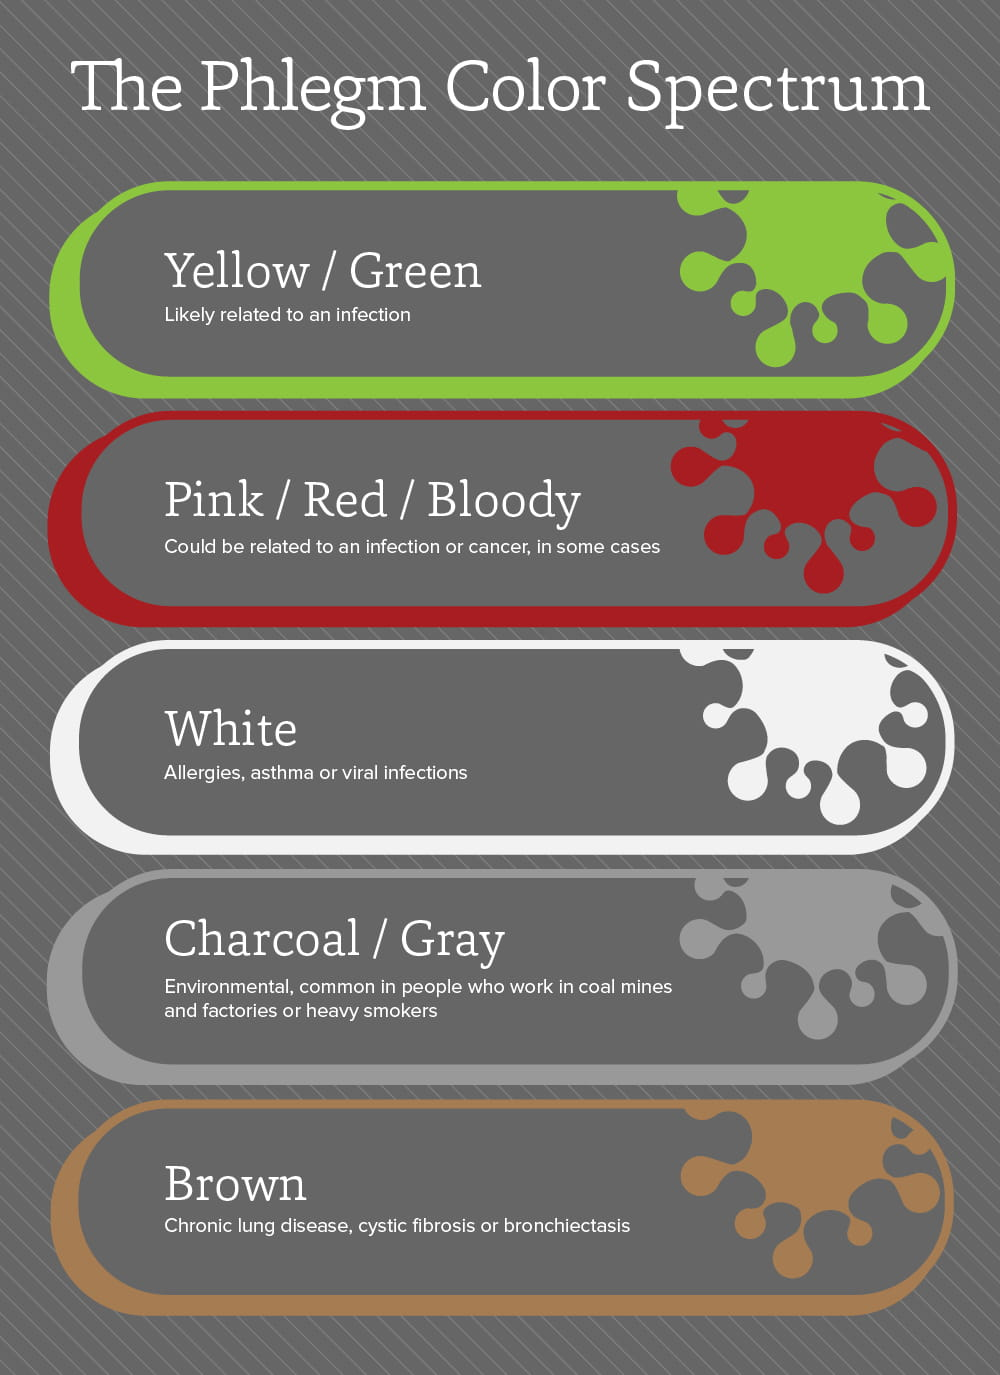 The Phlegm Color Spectrum
Yellow / Green
Likely related to an infection
Pink / Red / Bloody
Could be related to an infection or cancer, in some cases
White
Allergies, asthma or viral infections
Charcoal / Gray
Environmental, common in people who work in coal mines
and factories or heavy smokers
Brown
Chronic lung disease, cystic fibrosis or bronchiectasis